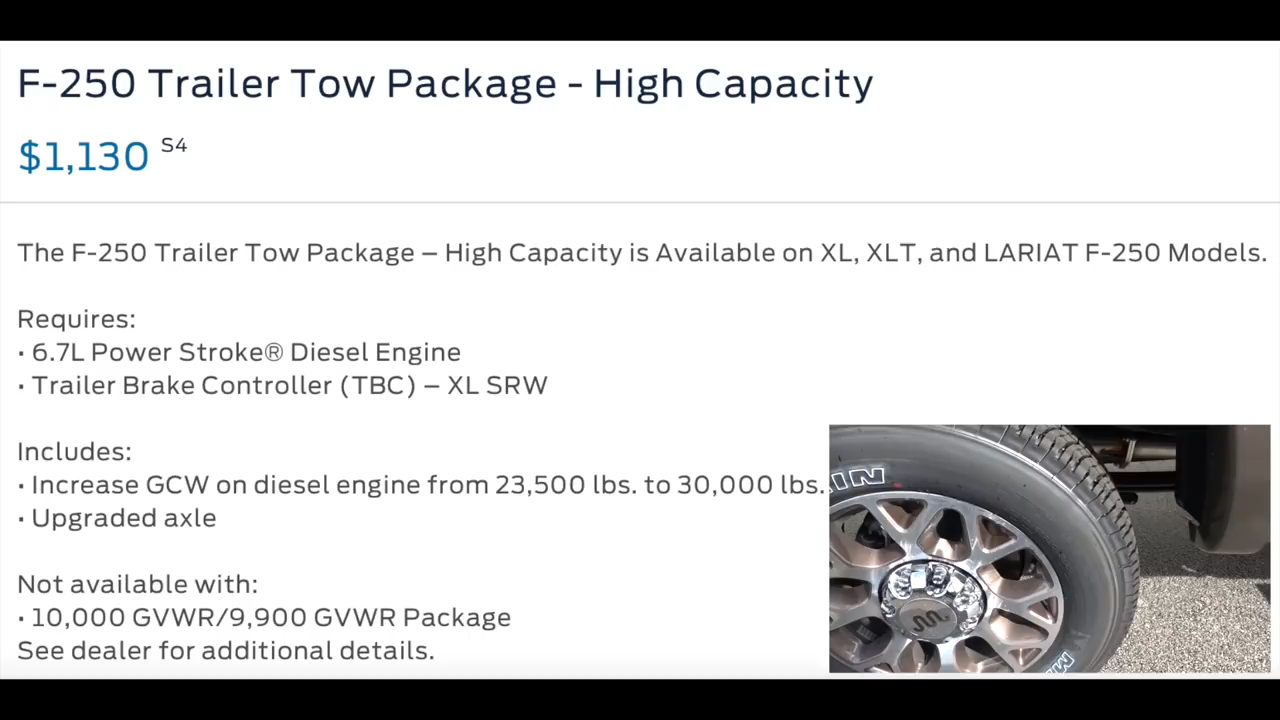 F-250 Trailer Tow Package - High Capacity
$1,130 S4
The F-250 Trailer Tow Package – High Capacity is Available on XL, XLT, and LARIAT F-250 Models.
Requires:
· 6.7L Power Stroke® Diesel Engine
· Trailer Brake Controller (TBC) – XL SRW
Includes:
· Increase GCW on diesel engine from 23,500 lbs. to 30,000 lbs.
· Upgraded axle
Not available with:
· 10,000 GVWR/9,900 GVWR Package
See dealer for additional details.